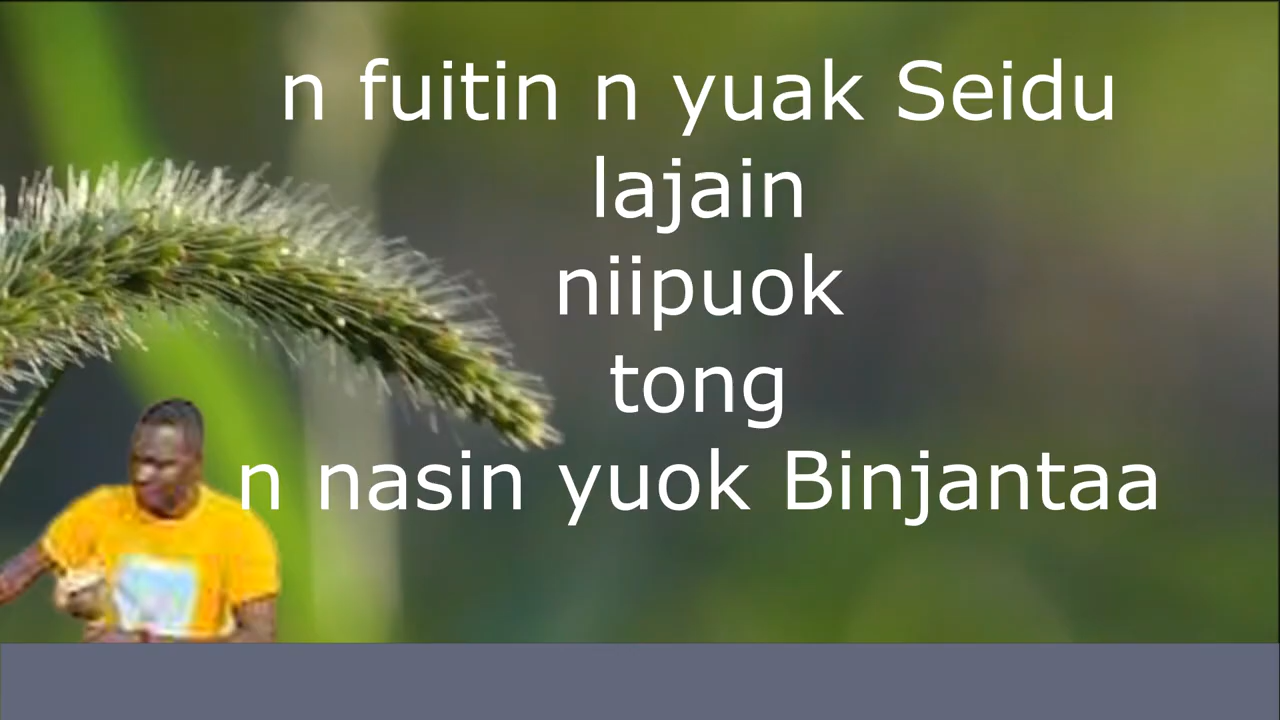 n fuitin n yuak Seidu
lajain
niipuok
tong
n nasin yuok Binjantaa